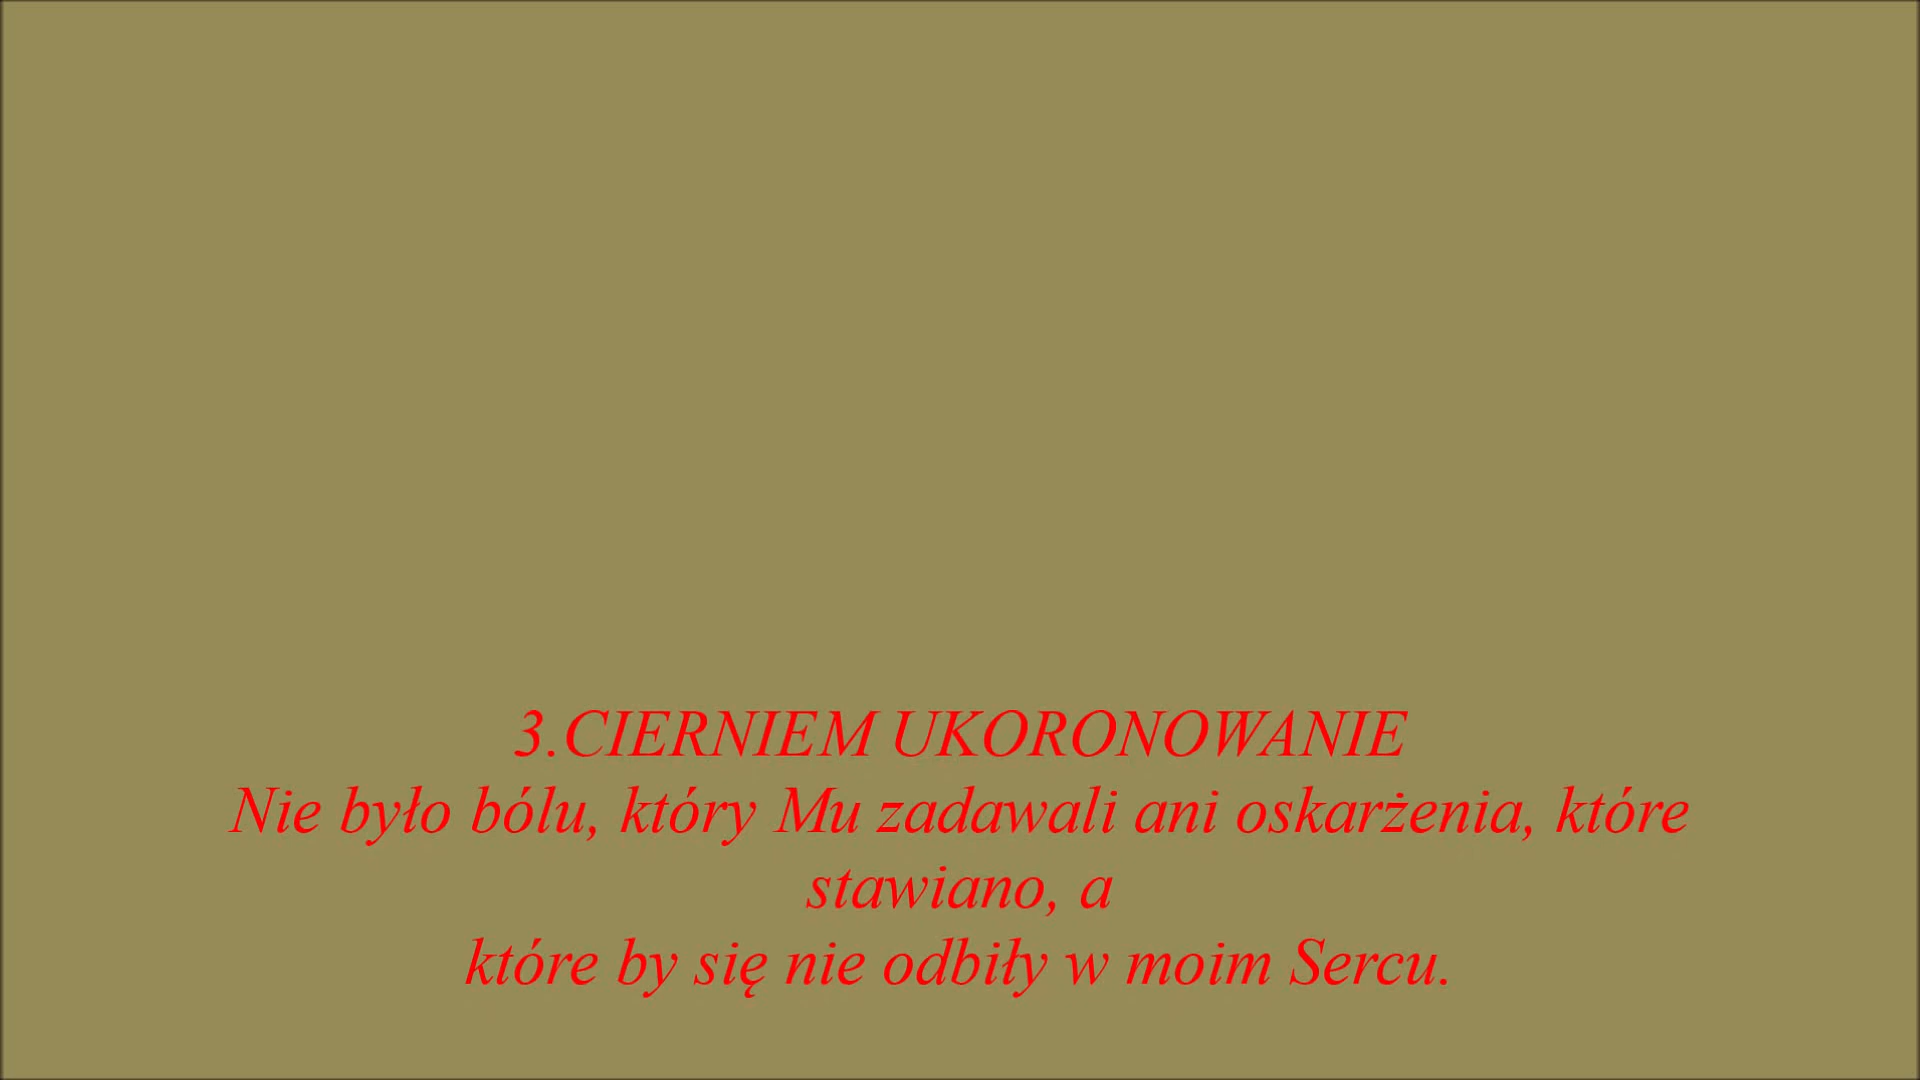 3.CIERNIEM UKORONOWANIE
Nie było bólu, który Mu zadawali ani oskarżenia, które
stawiano, a
które by się nie odbiły w moim Sercu.